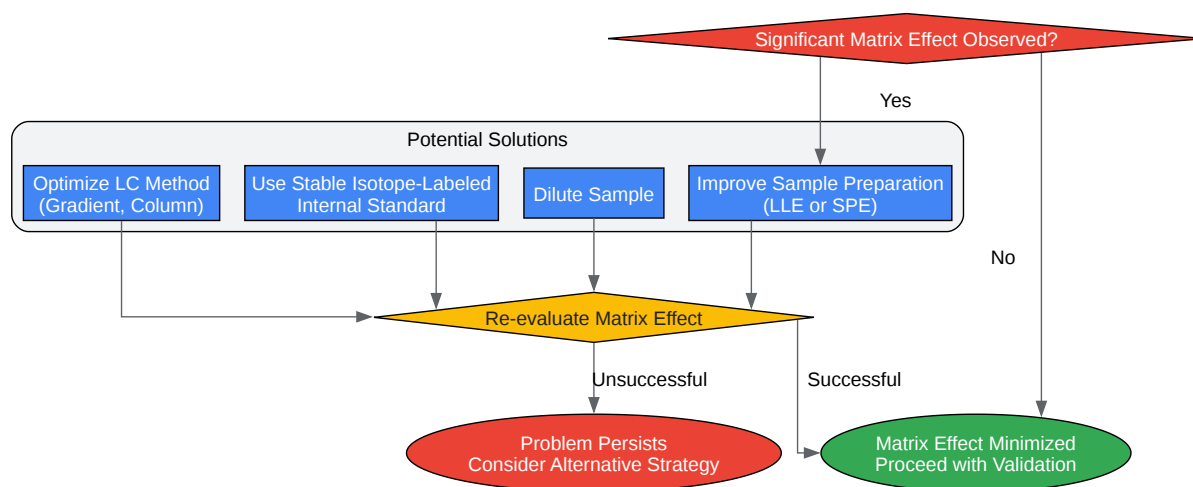 Significant Matrix Effect Observed?
Yes
Potential Solutions
Optimize LC Method
(Gradient, Column)
Use Stable Isotope-Labeled
Internal Standard
Dilute Sample
Improve Sample Preparation
(LLE or SPE)
No
Re-evaluate Matrix Effect
Unsuccessful
Successful
Problem Persists
Consider Alternative Strategy
Matrix Effect Minimized
Proceed with Validation